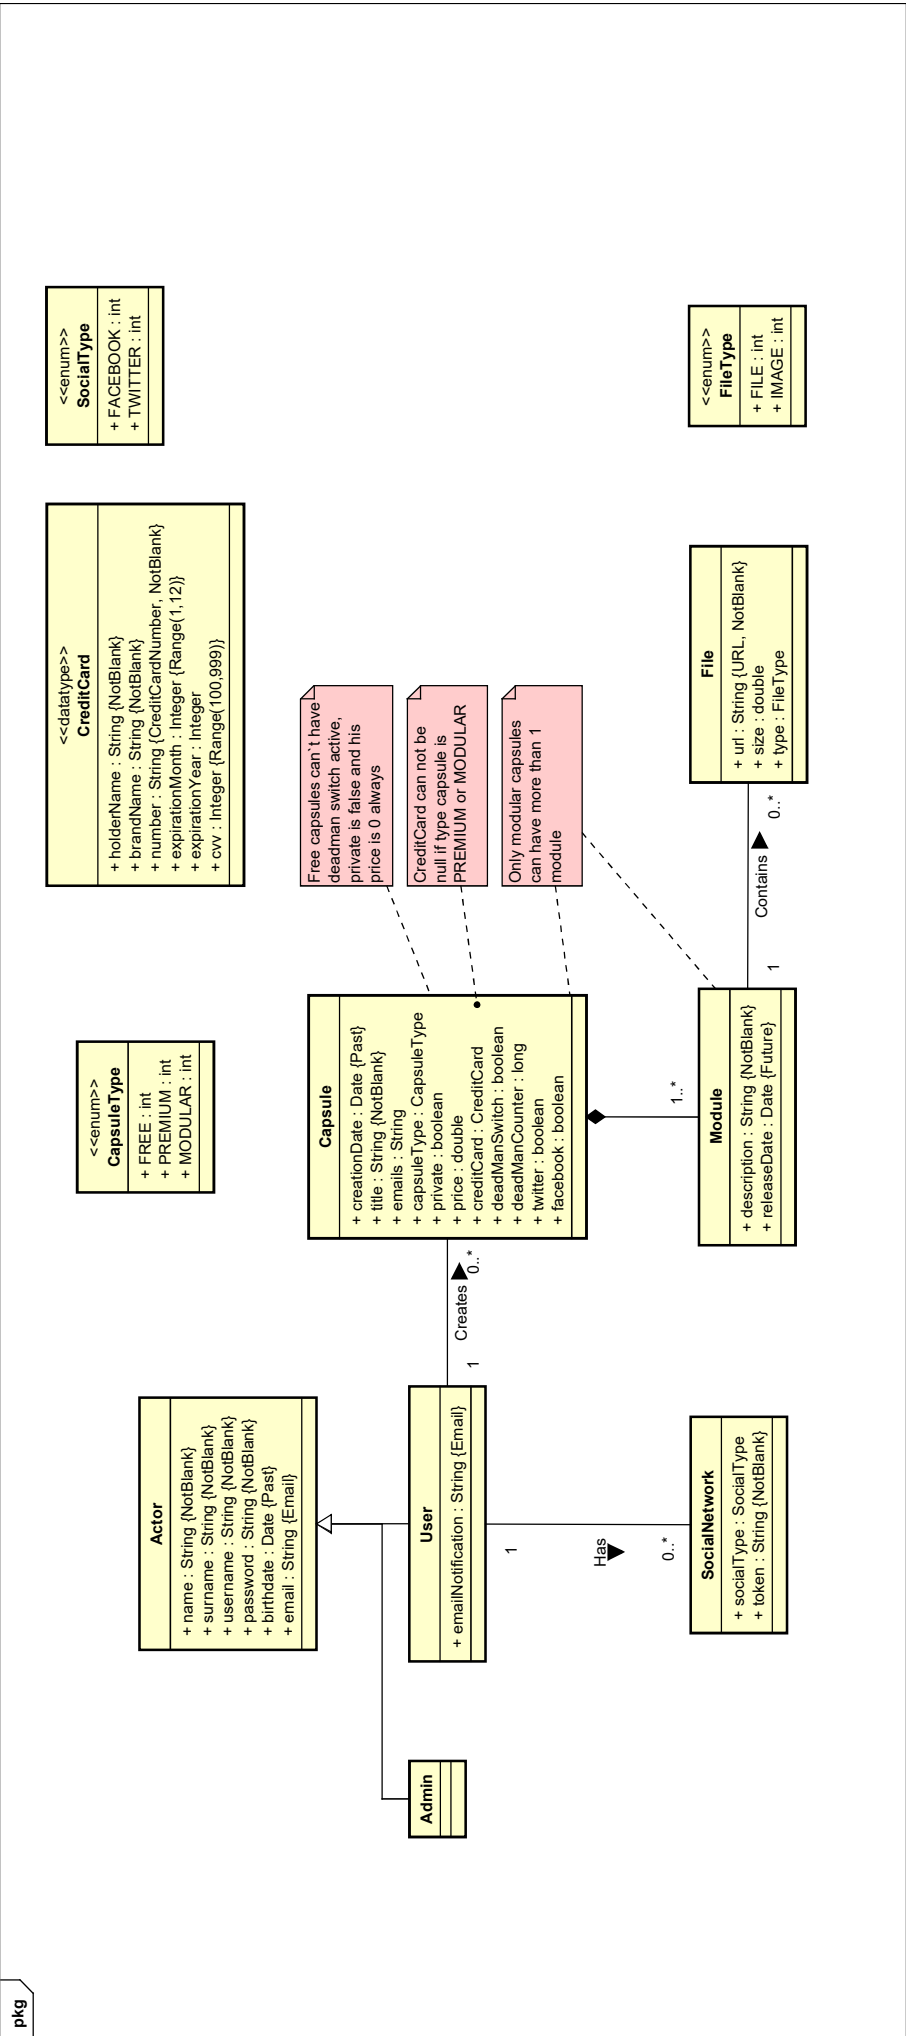 pkg
<<enum>>
CapsuleType
+ FREE : int
+ PREMIUM : int
+ MODULAR : int
<<datatype>>
CreditCard
+ holderName : String {NotBlank}
+ brandName : String {NotBlank}
+ number : String {CreditCardNumber, NotBlank}
+ expirationMonth : Integer {Range(1,12)}
+ expirationYear : Integer
+ cvv : Integer {Range(100,999)}
<<enum>>
SocialType
+ FACEBOOK : int
+ TWITTER : int
Actor
+ name : String {NotBlank}
+ surname : String {NotBlank}
+ username : String {NotBlank}
+ password : String {NotBlank}
+ birthdate : Date {Past}
+ email : String {Email}
Capsule
+ creationDate : Date {Past}
+ title : String {NotBlank}
+ emails : String
+ capsuleType : CapsuleType
+ private : boolean
+ price : double
+ creditCard : CreditCard
+ deadManSwitch : boolean
+ deadManCounter : long
+ twitter : boolean
+ facebook : boolean
Free capsules can`t have
deadman switch active,
private is false and his
price is 0 always
CreditCard can not be
null if type capsule is
PREMIUM or MODULAR
Only modular capsules
can have more than 1
module
Admin
User
+ emailNotification : String {Email}
1
Creates
0..*
1
Has
0..*
1..*
SocialNetwork
+ socialType : SocialType
+ token : String {NotBlank}
Module
+ description : String {NotBlank}
+ releaseDate : Date {Future}
1
Contains
0..*
File
+ url : String {URL, NotBlank}
+ size : double
+ type : FileType
<<enum>>
FileType
+ FILE : int
+ IMAGE : int